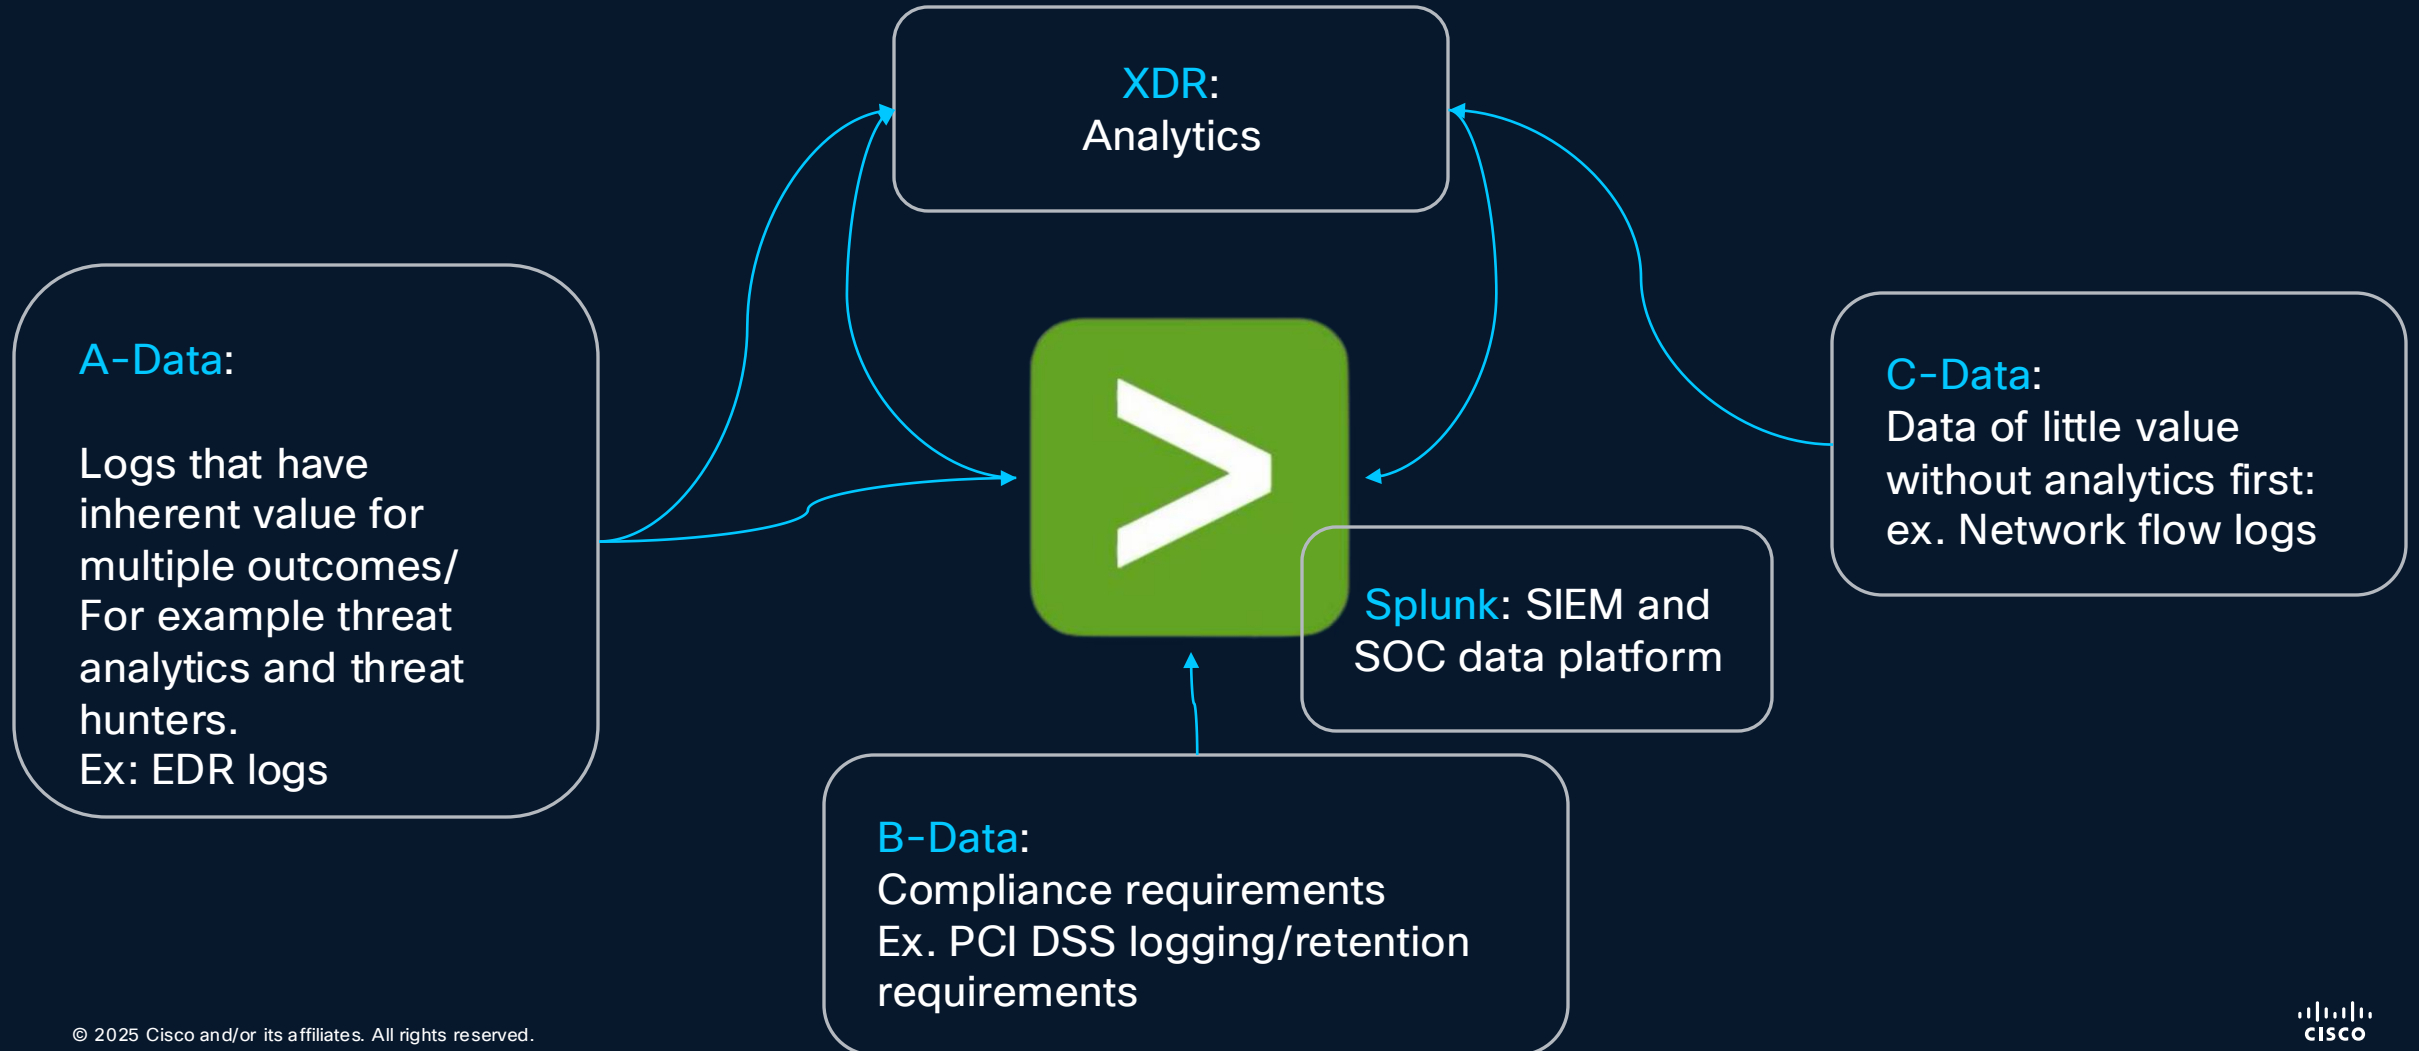 XDR:
Analytics
A-Data:
Logs that have
inherent value for
multiple outcomes/
For example threat
analytics and threat
hunters.
Ex: EDR logs
C-Data:
Data of little value
without analytics first:
ex. Network flow logs
Splunk: SIEM and
SOC data platform
B-Data:
Compliance requirements
Ex. PCI DSS logging/retention
requirements
© 2025 Cisco and/or its affiliates. All rights reserved.
CISCO